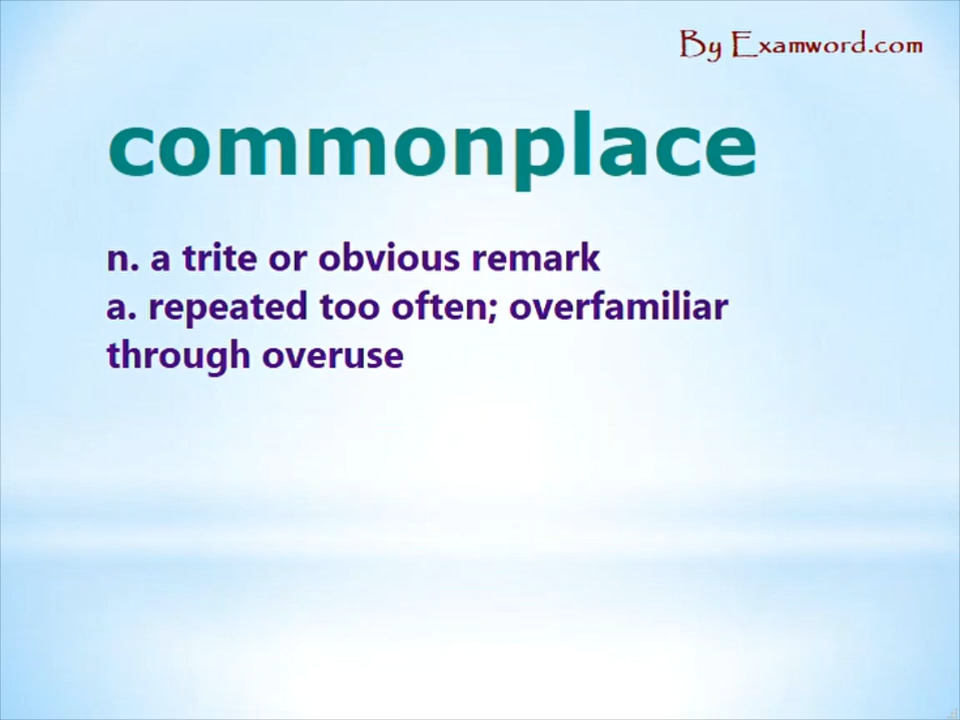 By Examword.com
commonplace
n. a trite or obvious remark
a. repeated too often; overfamiliar
through overuse